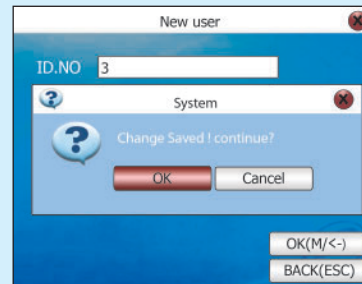 New user
ID.NO 3
System
Change Saved ! continue?
OK Cancel
OK(M/<-)
BACK(ESC)